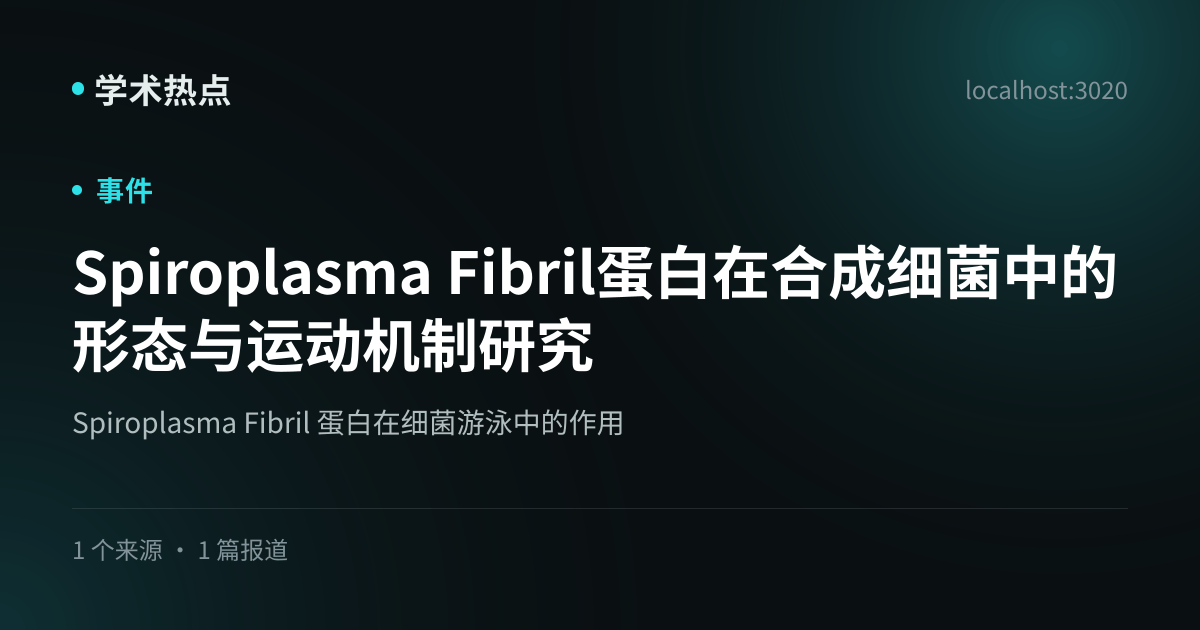 学术热点
localhost:3020
事件
Spiroplasma Fibril蛋白在合成细菌中的
形态与运动机制研究
Spiroplasma Fibril 蛋白在细菌游泳中的作用
1 个来源 · 1 篇报道